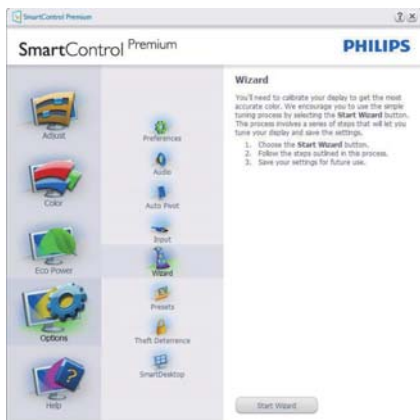 SmartControl Premium
SmartControl Premium
PHILIPS
Adjust
Color
Eco Power
Options
Help
Preferences
Audio
Auto Pivot
Input
Wizard
Presets
Theft Deterrence
SmartDesktop
Wizard
You'll need to calibrate your display to get the most
accurate color. We encourage you to use the simple
tuning process by selecting the Start Wizard button.
The process involves a series of steps that will let you
tune your display and save the settings.
1. Choose the Start Wizard button.
2. Follow the steps outlined in the process.
3. Save your settings for future use.
Start Wizard